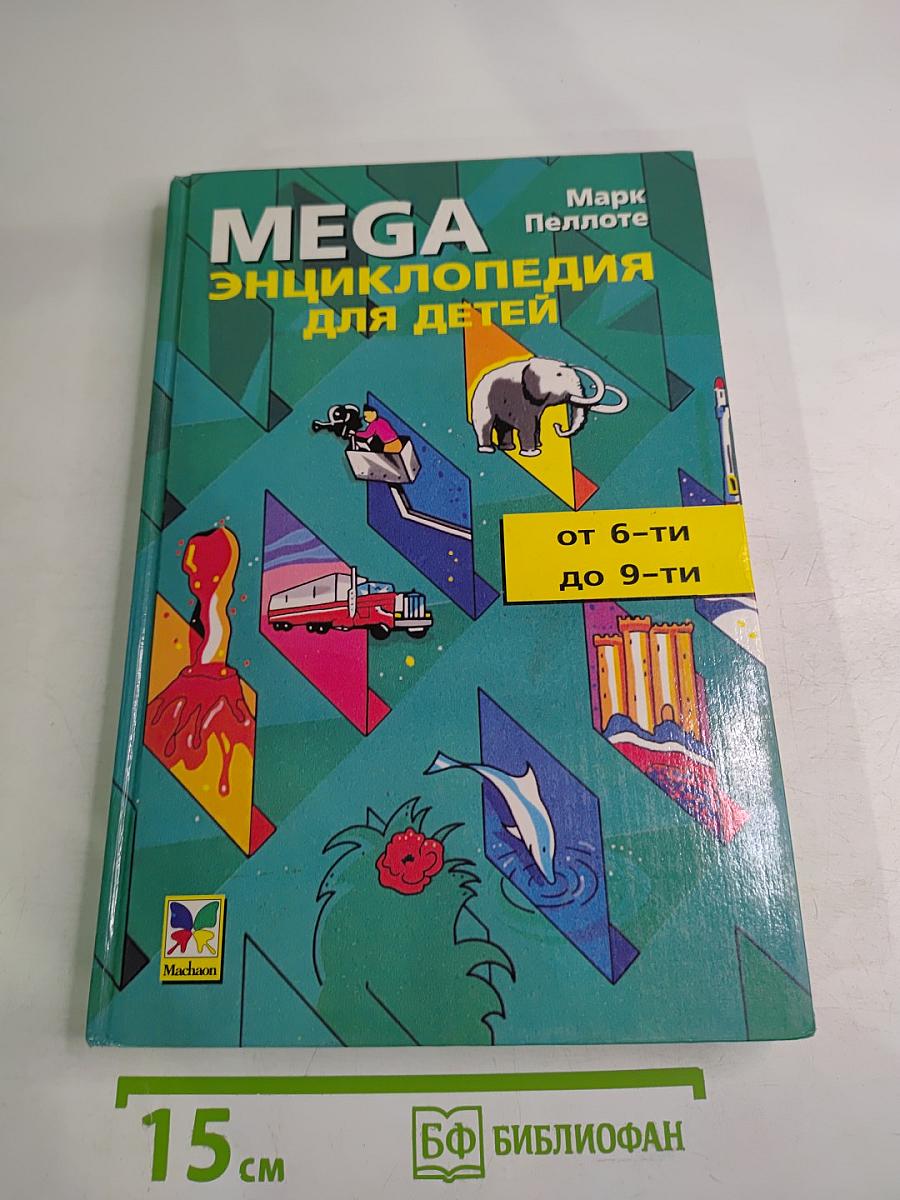 Марк
Пеллоте
MEGA
ЭНЦИКЛОПЕДИЯ
ДЛЯ ДЕТЕЙ
от 6-ти
до 9-ти
Machaon
15 см
БФ БИБЛИОФАН